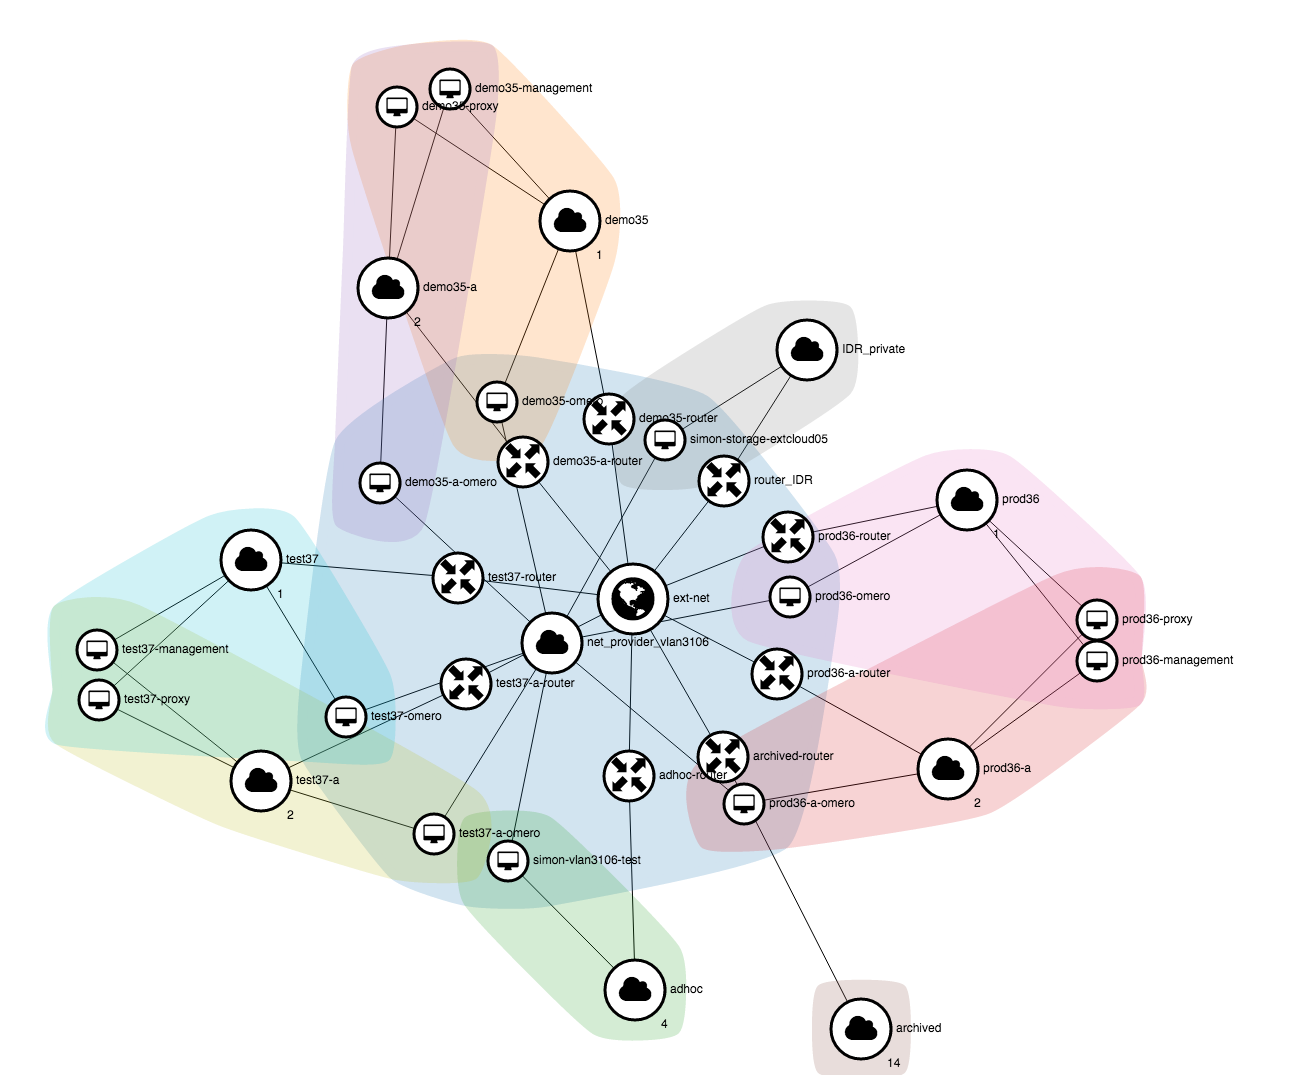 demo35-management
demo35-proxy
demo35
1
demo35-a
2
IDR_private
demo35-omero
demo35-router
simon-storage-extcloud05
demo35-a-router
router_IDR
demo35-a-omero
prod36
1
prod36-router
test37
1
test37-router
ext-net
prod36-omero
prod36-proxy
net_provider_vlan3106
test37-management
prod36-management
prod36-a-router
test37-a-router
test37-proxy
test37-omero
archived-router
prod36-a
2
adhoc-router
test37-a
2
prod36-a-omero
test37-a-omero
simon-vlan3106-test
adhoc
4
archived
14